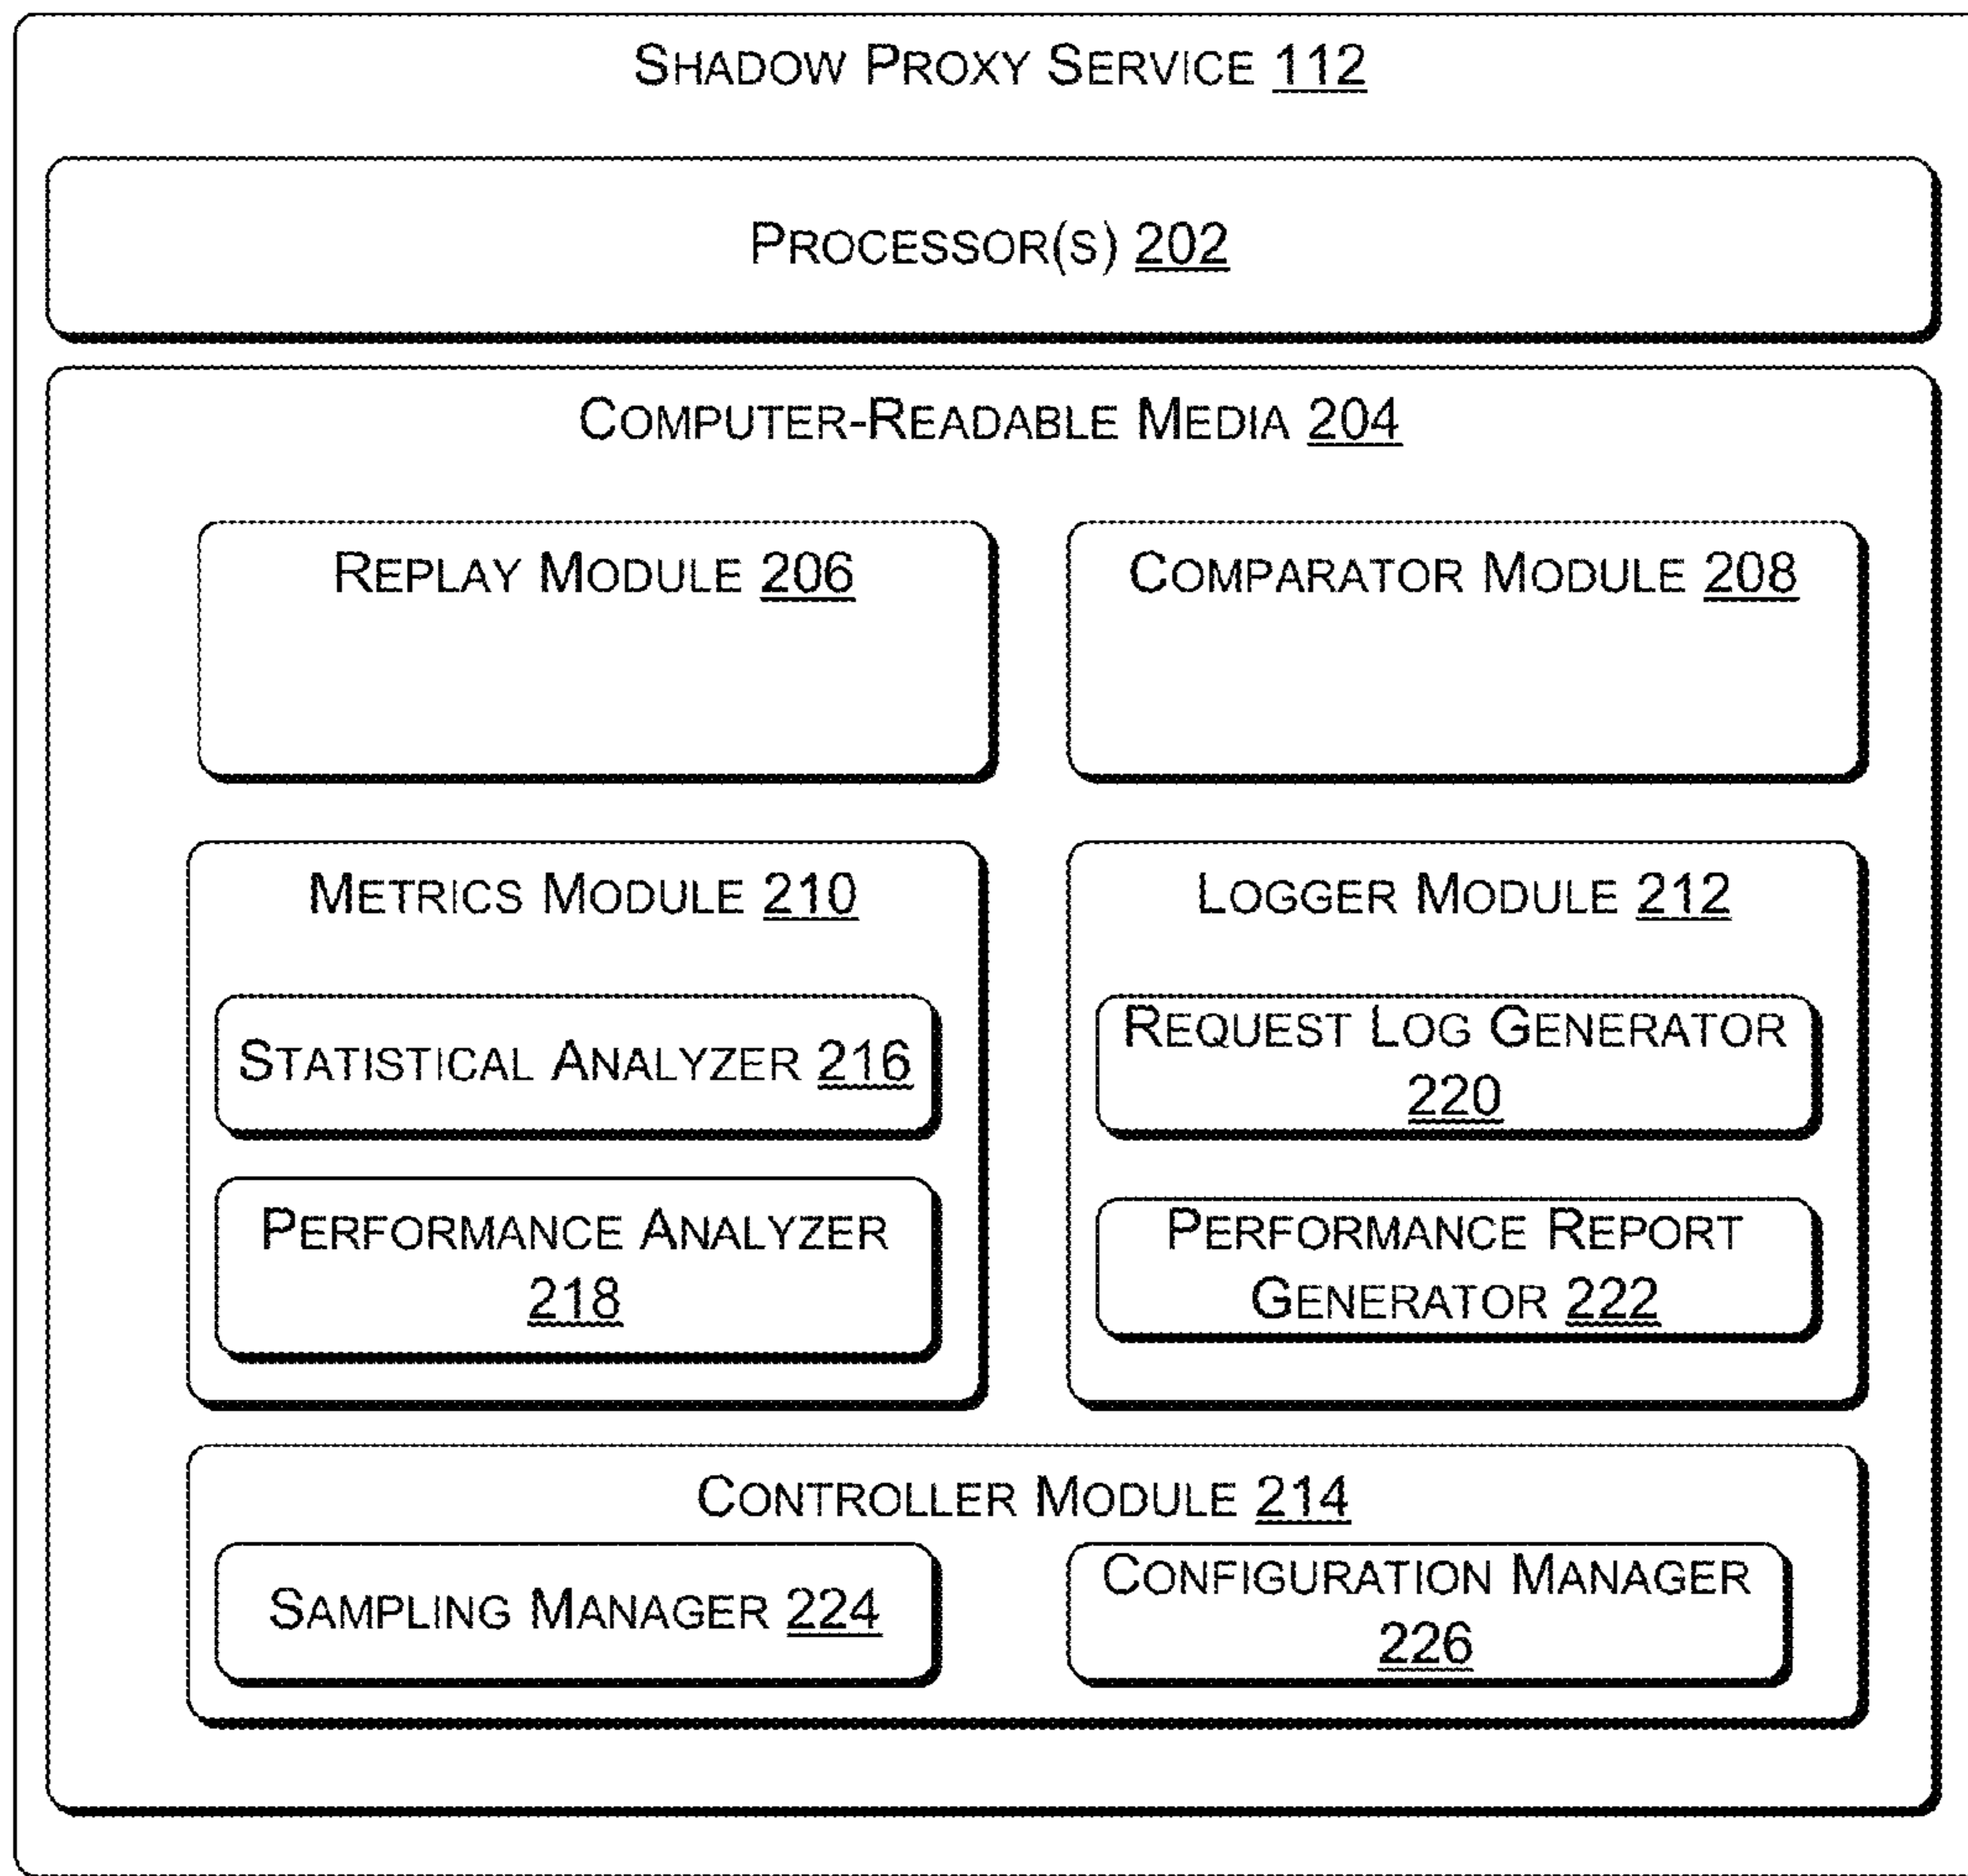 SHADOW PROXY SERVICE 112
PROCESSOR(S) 202
COMPUTER-READABLE MEDIA 204
REPLAY MODULE 206
COMPARATOR MODULE 208
METRICS MODULE 210
STATISTICAL ANALYZER 216
PERFORMANCE ANALYZER
218
LOGGER MODULE 212
REQUEST LOG GENERATOR
220
PERFORMANCE REPORT
GENERATOR 222
CONTROLLER MODULE 214
SAMPLING MANAGER 224
CONFIGURATION MANAGER
226